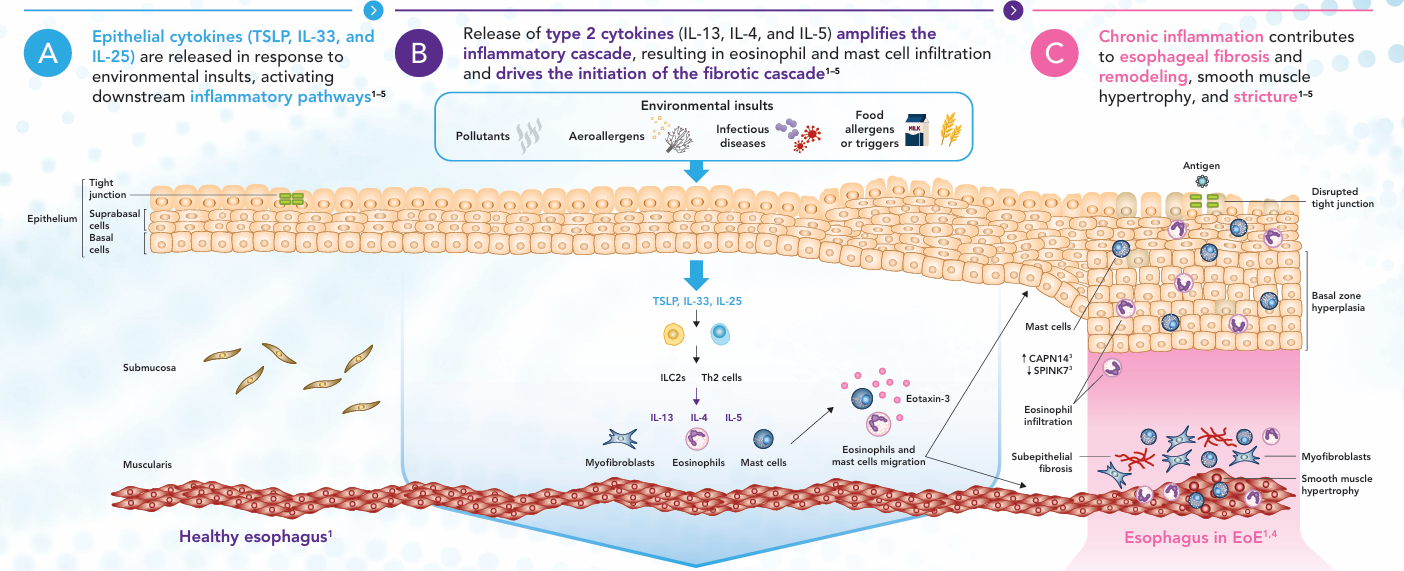 A
Epithelial cytokines (TSLP, IL-33, and
IL-25) are released in response to
environmental insults, activating
downstream inflammatory pathways¹⁻⁵
B
Release of type 2 cytokines (IL-13, IL-4, and IL-5) amplifies the
inflammatory cascade, resulting in eosinophil and mast cell infiltration
and drives the initiation of the fibrotic cascade¹⁻⁵
C
Chronic inflammation contributes
to esophageal fibrosis and
remodeling, smooth muscle
hypertrophy, and stricture¹⁻⁵
Environmental insults
Pollutants
Aeroallergens
Infectious
diseases
Food
allergens
or triggers
MILK
Antigen
Tight
junction
Epithelium
Suprabasal
cells
Basal
cells
Disrupted
tight junction
Basal zone
hyperplasia
TSLP, IL-33, IL-25
ILC2s
Th2 cells
IL-13
IL-4
IL-5
Myofibroblasts
Eosinophils
Mast cells
Eotaxin-3
Eosinophils and
mast cells migration
Submucosa
Muscularis
Mast cells
↑ CAPN14³
↓ SPINK7³
Eosinophil
infiltration
Subepithelial
fibrosis
Myofibroblasts
Smooth muscle
hypertrophy
Healthy esophagus¹
Esophagus in EoE¹,⁴